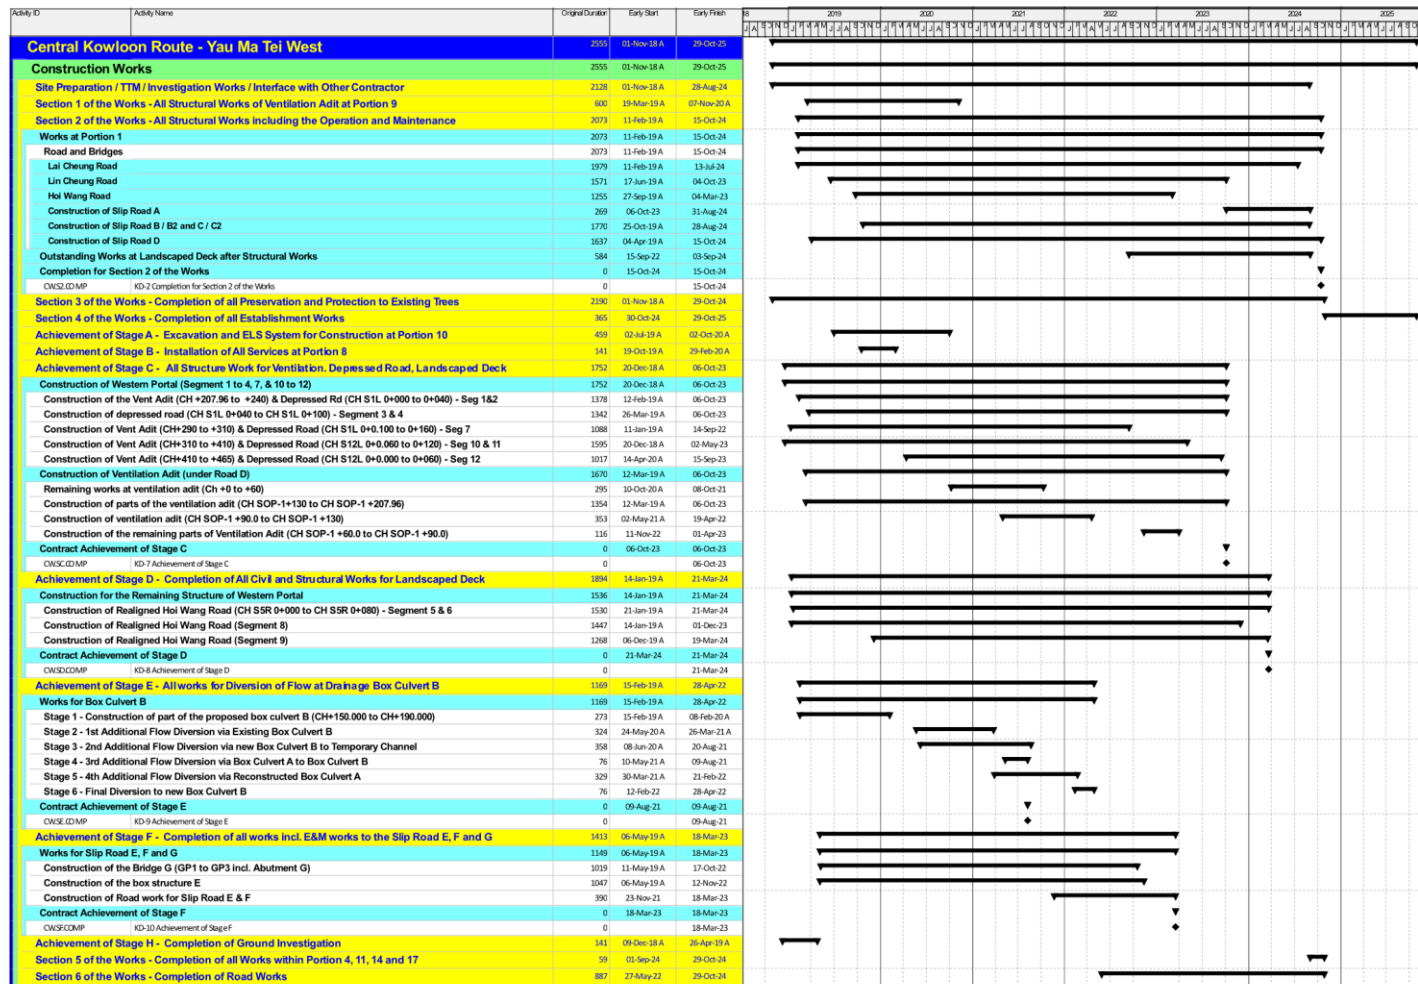 Activity ID Activity Name Original Duration Early Start Early Finish 18 2019 2020 2021 2022 2023 2024 2025
Central Kowloon Route - Yau Ma Tei West 2555 01-Nov-18 A 29-Oct-25
Construction Works 2555 01-Nov-18 A 29-Oct-25
Site Preparation / TTM / Investigation Works / Interface with Other Contractor 2128 01-Nov-18 A 28-Aug-24
Section 1 of the Works - All Structural Works of Ventilation Adit at Portion 9 600 19-Mar-19 A 07-Nov-20 A
Section 2 of the Works - All Structural Works including the Operation and Maintenance 2073 11-Feb-19 A 15-Oct-24
Works at Portion 1 2073 11-Feb-19 A 15-Oct-24
Road and Bridges 2073 11-Feb-19 A 15-Oct-24
Lai Cheung Road 1979 11-Feb-19 A 13-Jul-24
Lin Cheung Road 1571 17-Jun-19 A 04-Oct-23
Hoi Wang Road 1255 27-Sep-19 A 04-Mar-23
Construction of Slip Road A 269 06-Oct-23 31-Aug-24
Construction of Slip Road B / B2 and C / C2 1770 25-Oct-19 A 28-Aug-24
Construction of Slip Road D 1637 04-Apr-19 A 15-Oct-24
Outstanding Works at Landscaped Deck after Structural Works 584 15-Sep-22 03-Sep-24
Completion for Section 2 of the Works 0 15-Oct-24 15-Oct-24
CW.S2.COMP KD-2 Completion for Section 2 of the Works 0 15-Oct-24
Section 3 of the Works - Completion of all Preservation and Protection to Existing Trees 2190 01-Nov-18 A 29-Oct-24
Section 4 of the Works - Completion of all Establishment Works 365 30-Oct-24 29-Oct-25
Achievement of Stage A - Excavation and ELS System for Construction at Portion 10 459 02-Jul-19 A 02-Oct-20 A
Achievement of Stage B - Installation of All Services at Portion 8 141 19-Oct-19 A 29-Feb-20 A
Achievement of Stage C - All Structure Work for Ventilation. Depressed Road, Landscaped Deck 1752 20-Dec-18 A 06-Oct-23
Construction of Western Portal (Segment 1 to 4, 7, & 10 to 12) 1752 20-Dec-18 A 06-Oct-23
Construction of the Vent Adit (CH +207.96 to +240) & Depressed Rd (CH S1L 0+000 to 0+040) - Seg 1&2 1378 12-Feb-19 A 06-Oct-23
Construction of depressed road (CH S1L 0+040 to CH S1L 0+100) - Segment 3 & 4 1342 26-Mar-19 A 06-Oct-23
Construction of Vent Adit (CH+290 to +310) & Depressed Road (CH S1L 0+0.100 to 0+160) - Seg 7 1088 11-Jan-19 A 14-Sep-22
Construction of Vent Adit (CH+310 to +410) & Depressed Road (CH S12L 0+0.060 to 0+120) - Seg 10 & 11 1595 20-Dec-18 A 02-May-23
Construction of Vent Adit (CH+410 to +465) & Depressed Road (CH S12L 0+0.000 to 0+060) - Seg 12 1017 14-Apr-20 A 15-Sep-23
Construction of Ventilation Adit (under Road D) 1670 12-Mar-19 A 06-Oct-23
Remaining works at ventilation adit (Ch +0 to +60) 295 10-Oct-20 A 08-Oct-21
Construction of parts of the ventilation adit (CH SOP-1+130 to CH SOP-1 +207.96) 1354 12-Mar-19 A 06-Oct-23
Construction of ventilation adit (CH SOP-1 +90.0 to CH SOP-1 +130) 353 02-May-21 A 19-Apr-22
Construction of the remaining parts of Ventilation Adit (CH SOP-1 +60.0 to CH SOP-1 +90.0) 116 11-Nov-22 01-Apr-23
Contract Achievement of Stage C 0 06-Oct-23 06-Oct-23
CW.SC.COMP KD-7 Achievement of Stage C 0 06-Oct-23
Achievement of Stage D - Completion of All Civil and Structural Works for Landscaped Deck 1894 14-Jan-19 A 21-Mar-24
Construction for the Remaining Structure of Western Portal 1536 14-Jan-19 A 21-Mar-24
Construction of Realigned Hoi Wang Road (CH S5R 0+000 to CH S5R 0+080) - Segment 5 & 6 1530 21-Jan-19 A 21-Mar-24
Construction of Realigned Hoi Wang Road (Segment 8) 1447 14-Jan-19 A 01-Dec-23
Construction of Realigned Hoi Wang Road (Segment 9) 1268 06-Dec-19 A 19-Mar-24
Contract Achievement of Stage D 0 21-Mar-24 21-Mar-24
CW.SD.COMP KD-8 Achievement of Stage D 0 21-Mar-24
Achievement of Stage E - All works for Diversion of Flow at Drainage Box Culvert B 1169 15-Feb-19 A 28-Apr-22
Works for Box Culvert B 1169 15-Feb-19 A 28-Apr-22
Stage 1 - Construction of part of the proposed box culvert B (CH+150.000 to CH+190.000) 273 15-Feb-19 A 08-Feb-20 A
Stage 2 - 1st Additional Flow Diversion via Existing Box Culvert B 324 24-May-20 A 26-Mar-21 A
Stage 3 - 2nd Additional Flow Diversion via new Box Culvert B to Temporary Channel 358 08-Jun-20 A 20-Aug-21
Stage 4 - 3rd Additional Flow Diversion via Box Culvert A to Box Culvert B 76 10-May-21 A 09-Aug-21
Stage 5 - 4th Additional Flow Diversion via Reconstructed Box Culvert A 329 30-Mar-21 A 21-Feb-22
Stage 6 - Final Diversion to new Box Culvert B 76 12-Feb-22 28-Apr-22
Contract Achievement of Stage E 0 09-Aug-21 09-Aug-21
CW.SE.COMP KD-9 Achievement of Stage E 0 09-Aug-21
Achievement of Stage F - Completion of all works incl. E&M works to the Slip Road E, F and G 1413 06-May-19 A 18-Mar-23
Works for Slip Road E, F and G 1149 06-May-19 A 18-Mar-23
Construction of the Bridge G (GP1 to GP3 incl. Abutment G) 1019 11-May-19 A 17-Oct-22
Construction of the box structure E 1047 06-May-19 A 12-Nov-22
Construction of Road work for Slip Road E & F 390 23-Nov-21 18-Mar-23
Contract Achievement of Stage F 0 18-Mar-23 18-Mar-23
CW.SF.COMP KD-10 Achievement of Stage F 0 18-Mar-23
Achievement of Stage H - Completion of Ground Investigation 141 09-Dec-18 A 26-Apr-19 A
Section 5 of the Works - Completion of all Works within Portion 4, 11, 14 and 17 59 01-Sep-24 29-Oct-24
Section 6 of the Works - Completion of Road Works 887 27-May-22 29-Oct-24